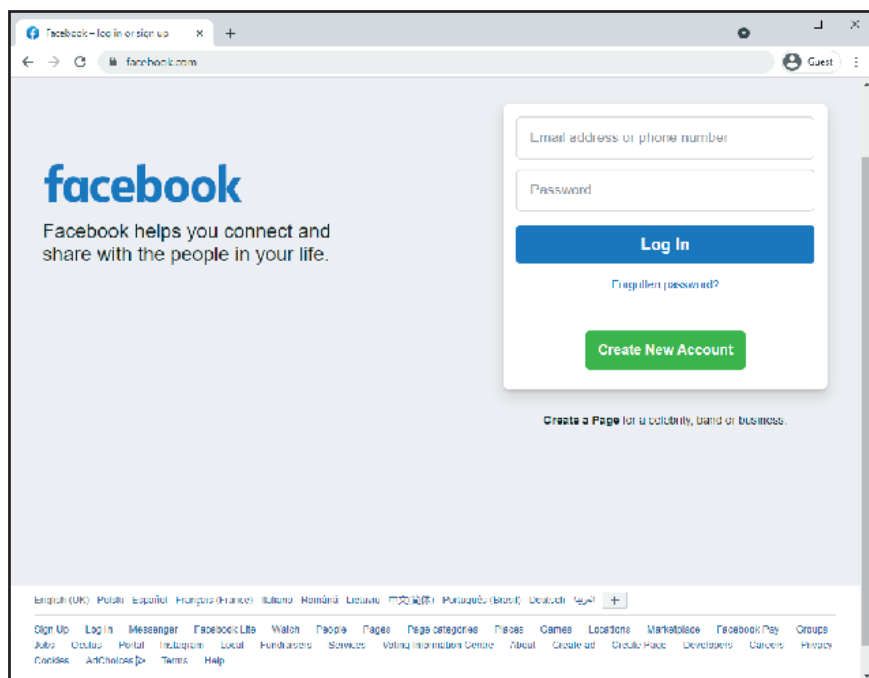 Facebook – log in or sign up
facebook.com
Guest
facebook
Facebook helps you connect and
share with the people in your life.
Email address or phone number
Password
Log In
Forgotten password?
Create New Account
Create a Page for a celebrity, band or business.
English (UK) Polski Español Français (France) Italiano Română Lietuvių 中文(简体) Português (Brasil) Deutsch العربية +
Sign Up Log In Messenger Facebook Lite Watch People Pages Page categories Places Games Locations Marketplace Facebook Pay Groups
Jobs Oculus Portal Instagram Local Fundraisers Services Voting Information Centre About Create ad Create Page Developers Careers Privacy
Cookies AdChoices Terms Help